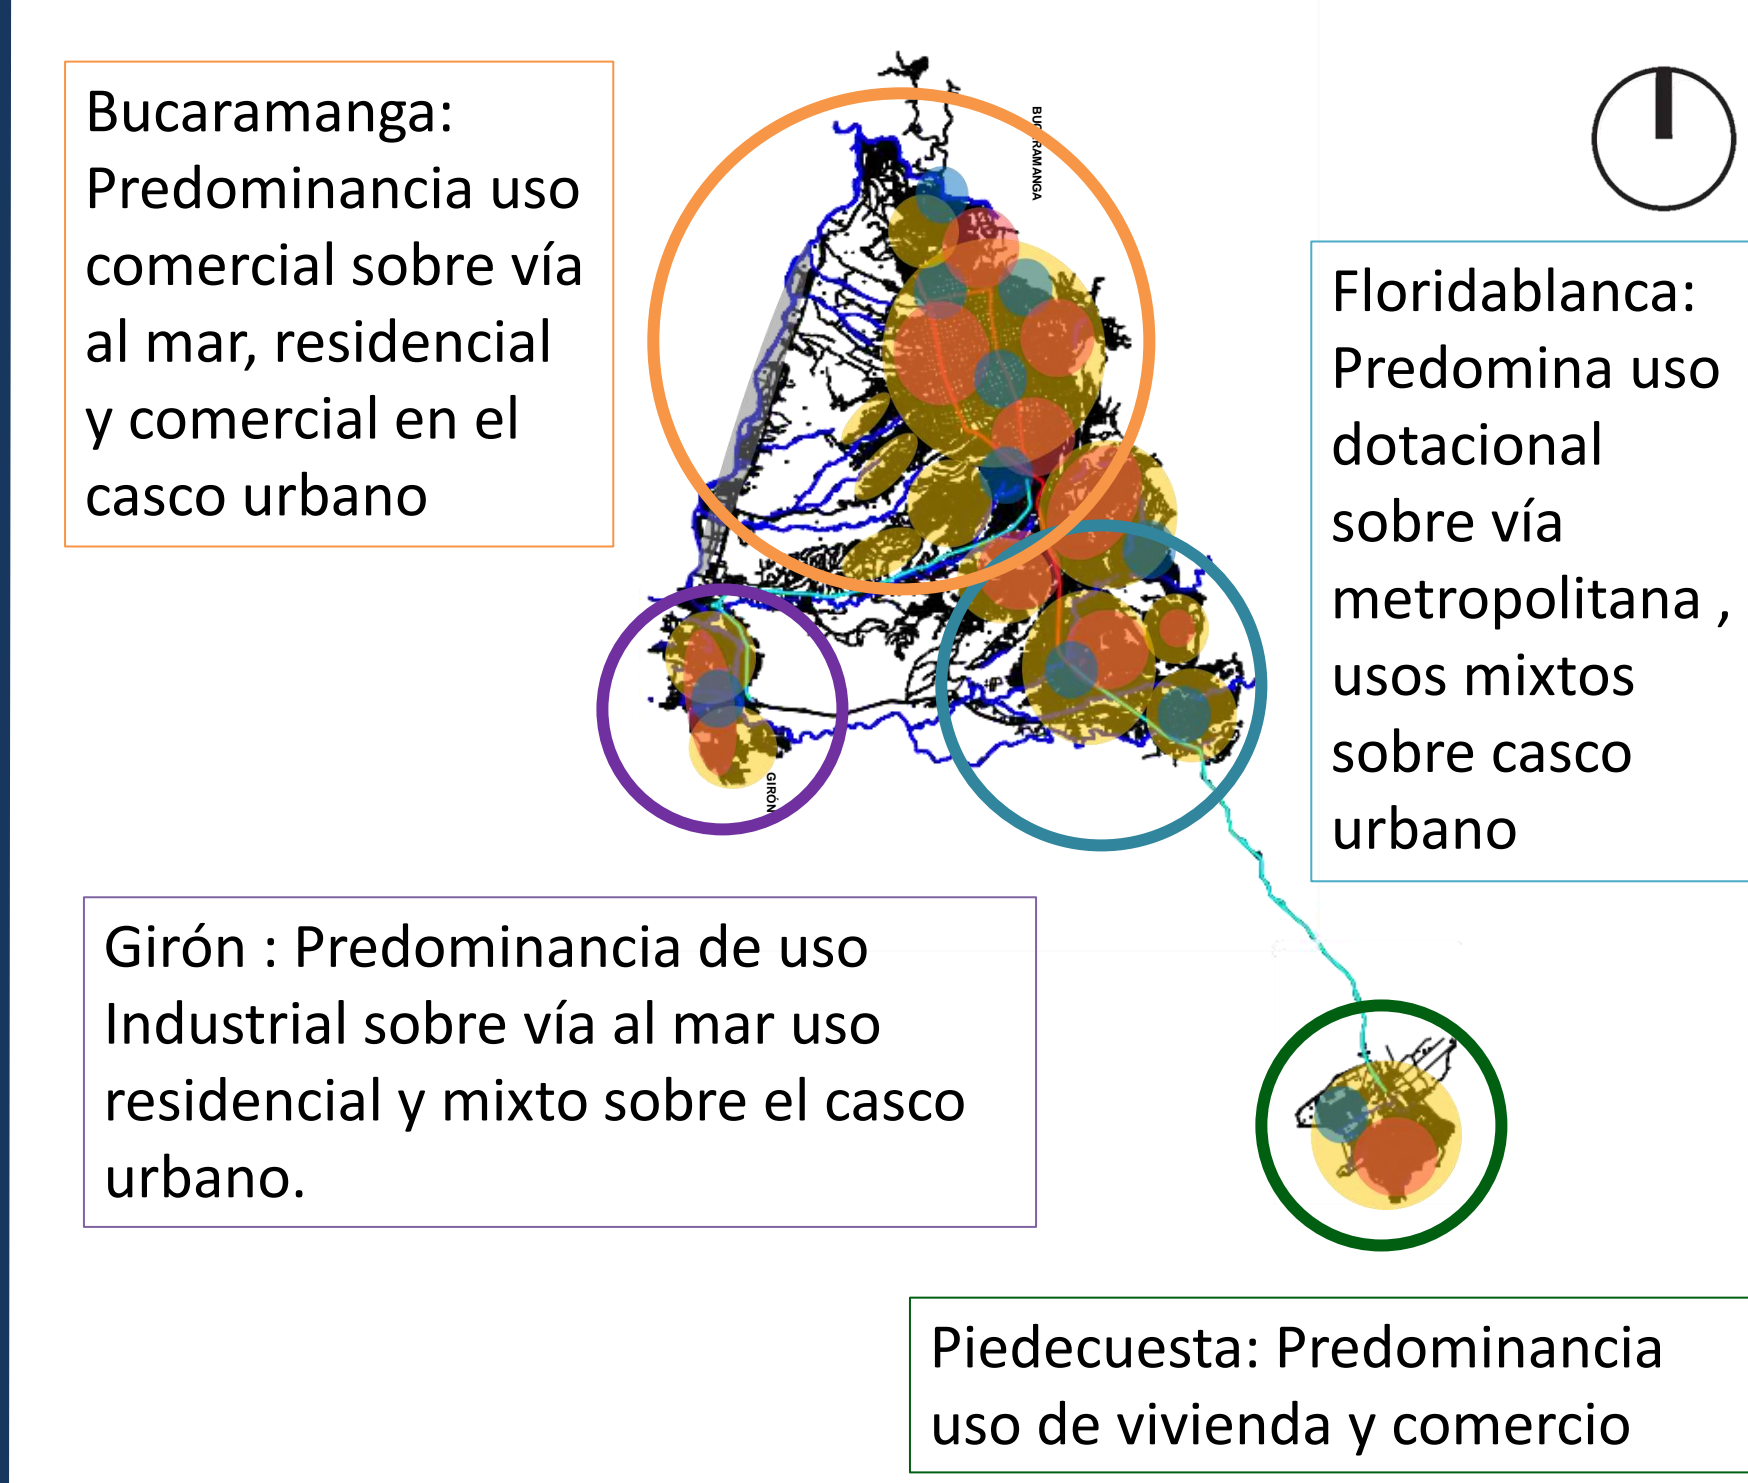 Bucaramanga:
Predominancia uso
comercial sobre vía
al mar, residencial
y comercial en el
casco urbano
BUCARAMANGA
Floridablanca:
Predomina uso
dotacional
sobre vía
metropolitana ,
usos mixtos
sobre casco
urbano
GIRÓN
Girón : Predominancia de uso
Industrial sobre vía al mar uso
residencial y mixto sobre el casco
urbano.
Piedecuesta: Predominancia
uso de vivienda y comercio